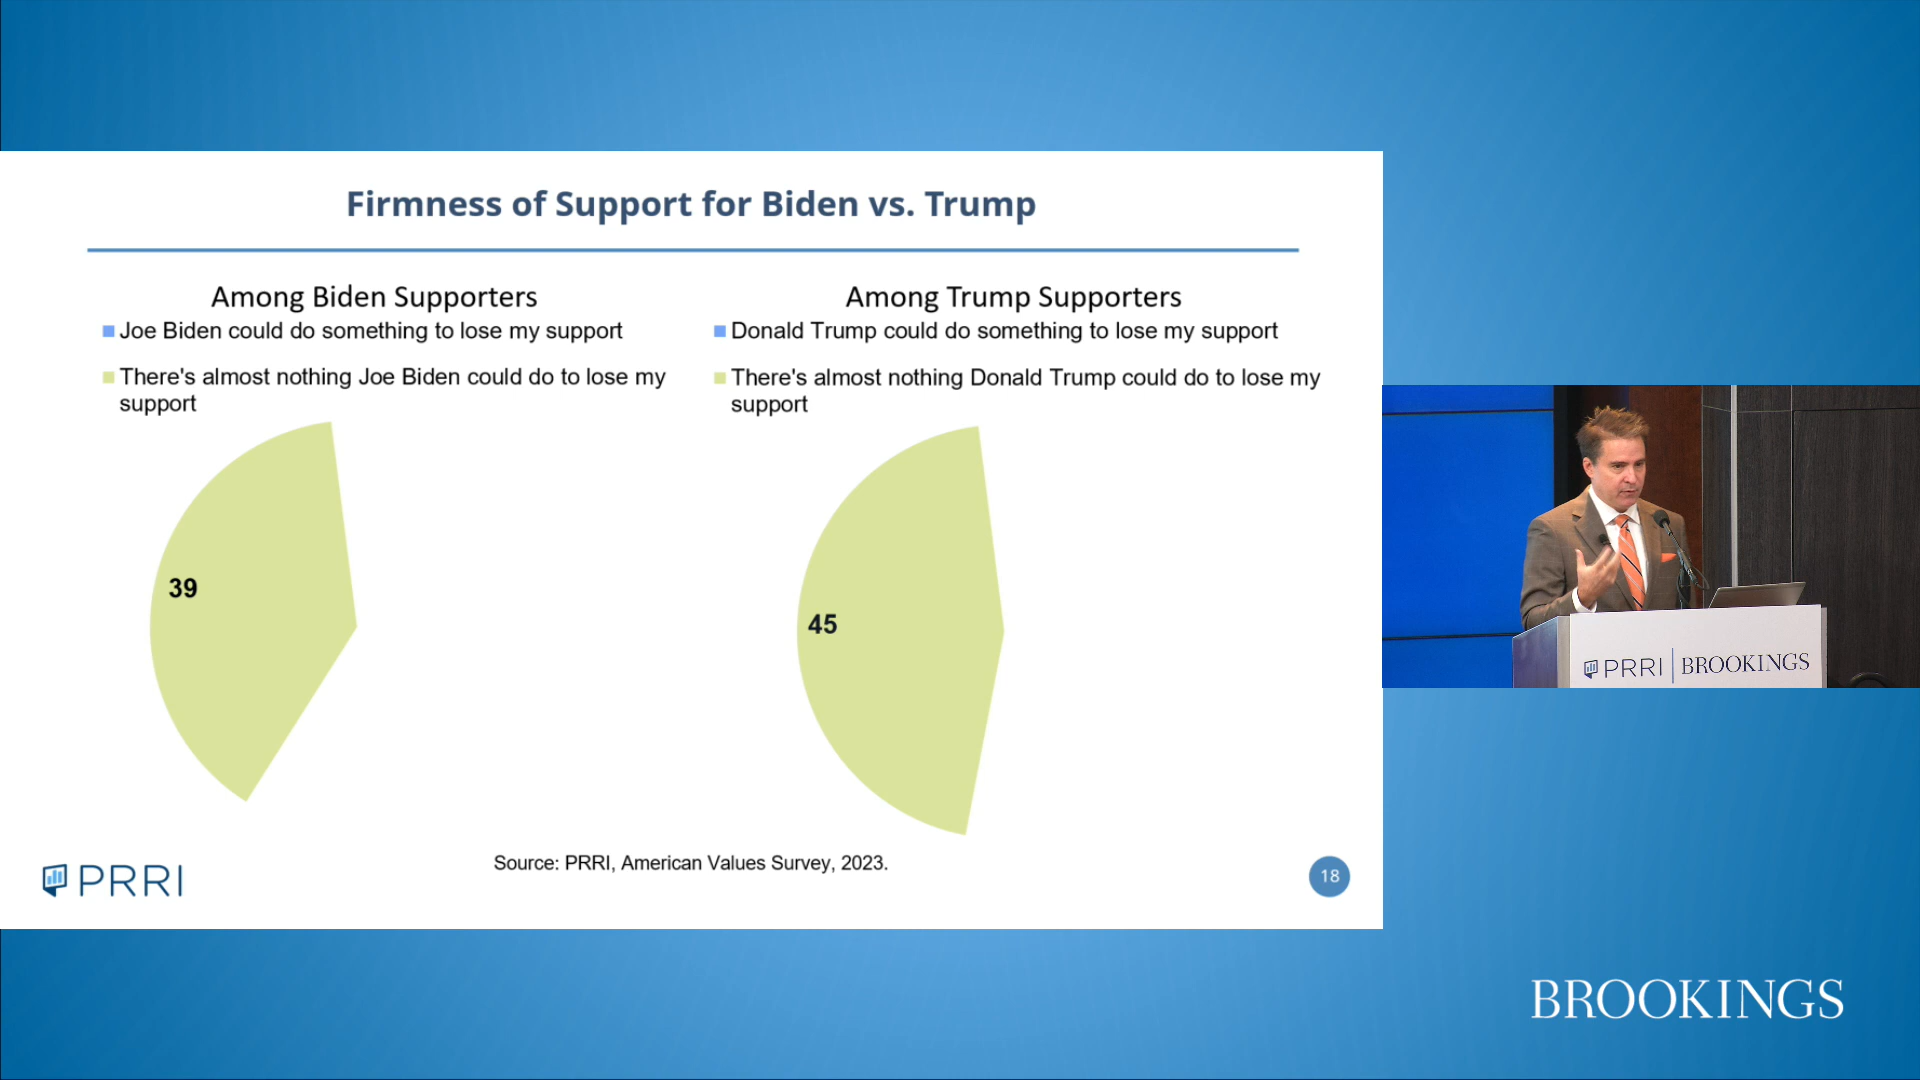 Firmness of Support for Biden vs. Trump
Among Biden Supporters
Joe Biden could do something to lose my support
There's almost nothing Joe Biden could do to lose my
support
39
Among Trump Supporters
Donald Trump could do something to lose my support
There's almost nothing Donald Trump could do to lose my
support
45
Source: PRRI, American Values Survey, 2023.
PRRI
18
PRRI BROOKINGS
BROOKINGS